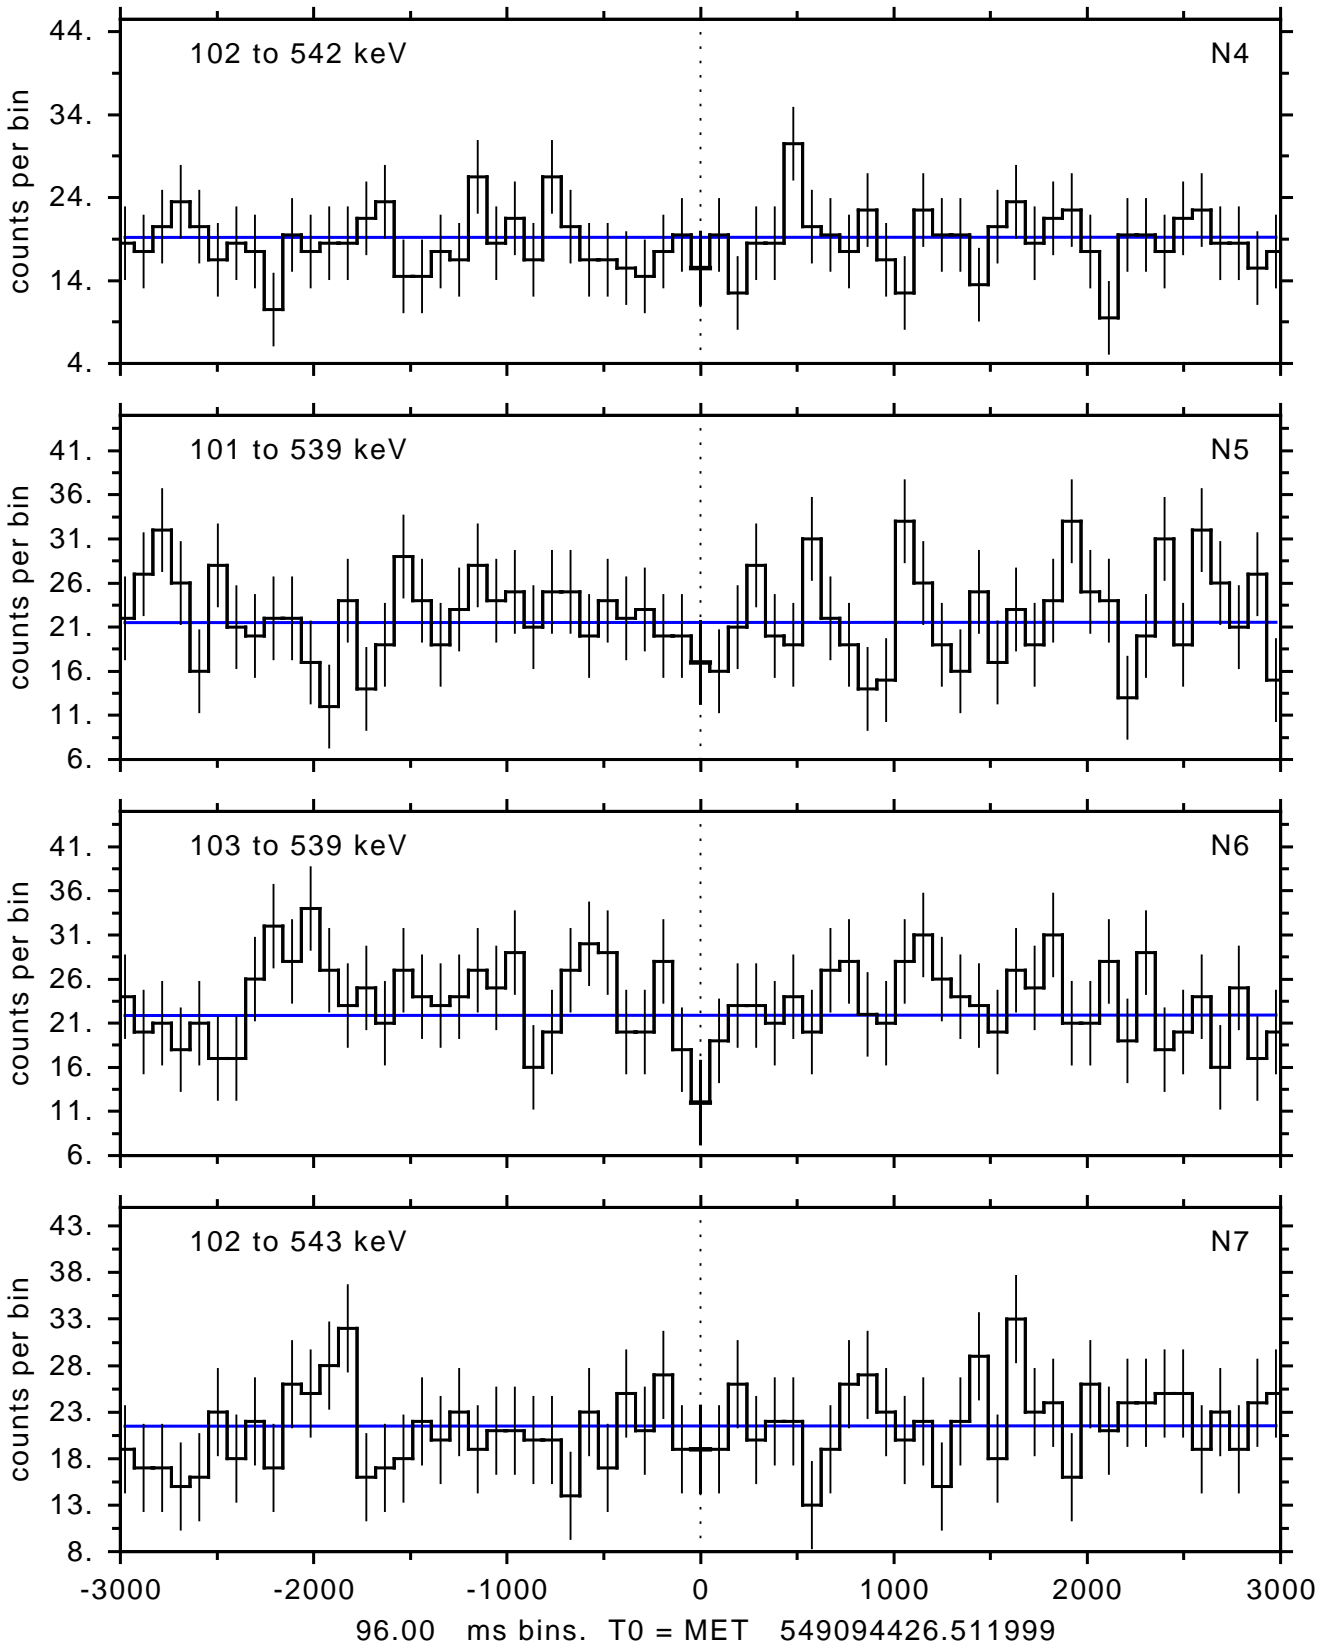 102 to 542 keV N4
44.
34.
24.
14.
4.
counts per bin
101 to 539 keV N5
41.
36.
31.
26.
21.
16.
11.
6.
counts per bin
103 to 539 keV N6
41.
36.
31.
26.
21.
16.
11.
6.
counts per bin
102 to 543 keV N7
43.
38.
33.
28.
23.
18.
13.
8.
counts per bin
-3000 -2000 -1000 0 1000 2000 3000
96.00 ms bins. T0 = MET 549094426.511999